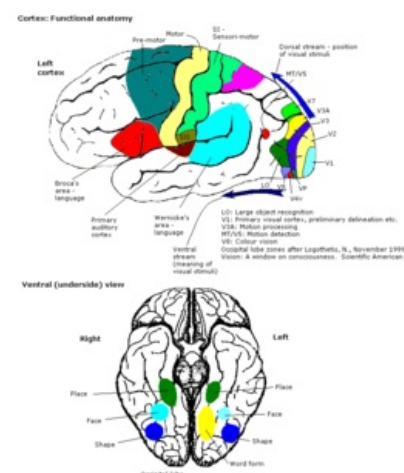 Cortex: Functional anatomy
Motor
SI -
Sensori-motor
Pre-motor
Dorsal stream - position
of visual stimuli
Left
cortex
MT/V5
V7
V3A
V3
V2
V1
VP
V4v
LO
Broca's
area -
language
Primary
auditory
cortex
Wernicke's
area -
language
Ventral
stream
(meaning of
visual stimuli)
LO: Large object recognition
V1: Primary visual cortex, preliminary delineation etc.
V3A: Motion processing
MT/V5: Motion detection
V8: Colour vision
Occipital lobe zones after Logothetis, N., November 1999
Vision: A window on consciousness. Scientific American
Ventral (underside) view
Right
Left
Place
Place
Face
Face
Shape
Shape
Word form